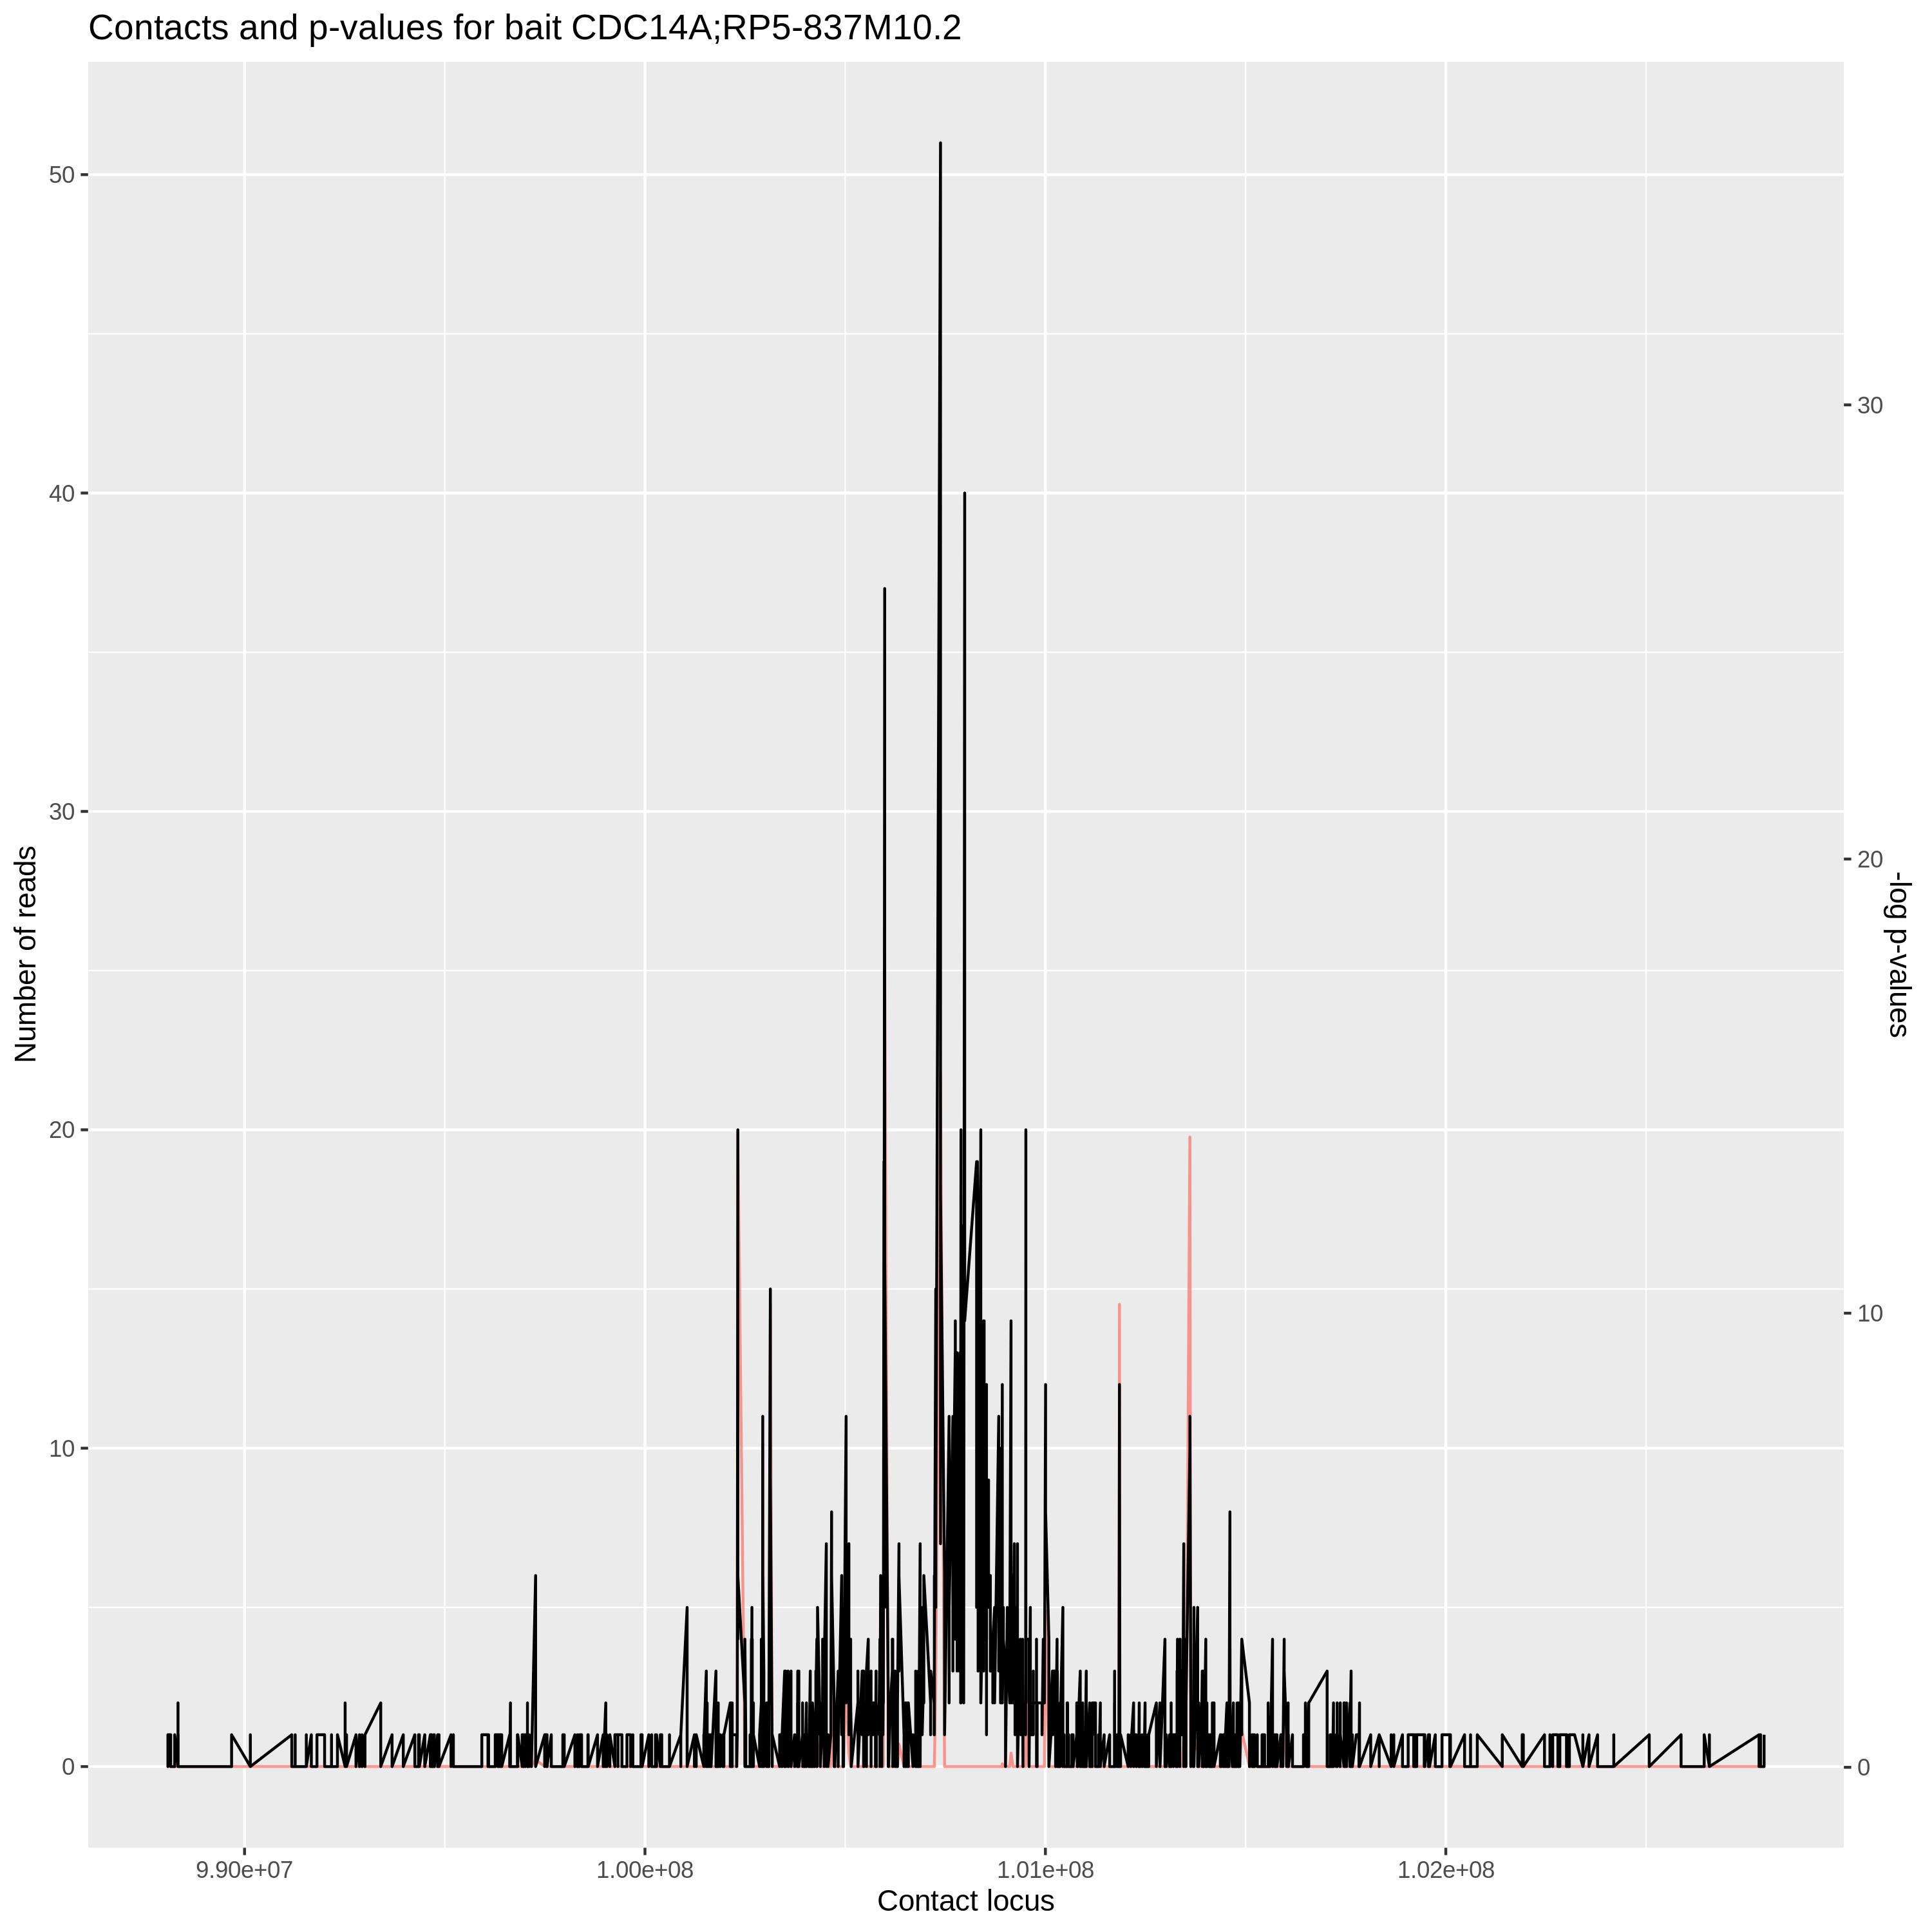 Contacts and p-values for bait CDC14A;RP5-837M10.2
50
40
30
20
10
0
Number of reads
30
20
10
0
-log p-values
9.90e+07
1.00e+08
1.01e+08
1.02e+08
Contact locus